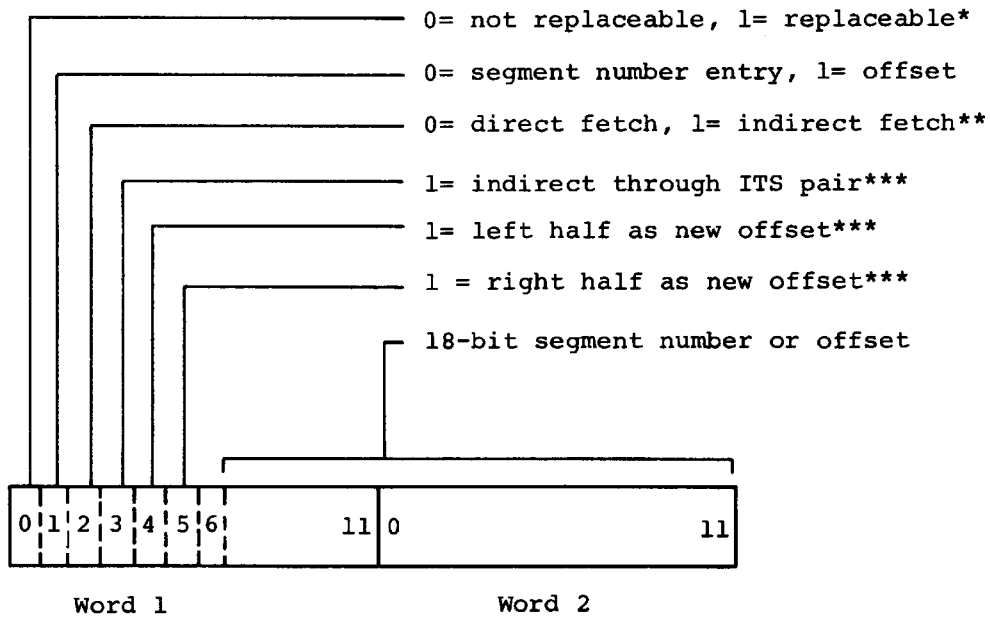 0= not replaceable, 1= replaceable*
0= segment number entry, 1= offset
0= direct fetch, 1= indirect fetch**
1= indirect through ITS pair***
1= left half as new offset***
1 = right half as new offset***
18-bit segment number or offset
0 1 2 3 4 5 6 11 0 11
Word 1 Word 2